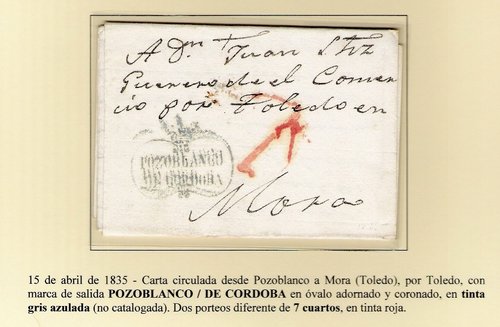 A Dn Juan Shz
Guerero de el Comer
cio por Toledo en
Mora
POZOBLANCO
DE CORDOBA
15 de abril de 1835 - Carta circulada desde Pozoblanco a Mora (Toledo), por Toledo, con
marca de salida POZOBLANCO / DE CORDOBA en óvalo adornado y coronado, en tinta
gris azulada (no catalogada). Dos porteos diferente de 7 cuartos, en tinta roja.